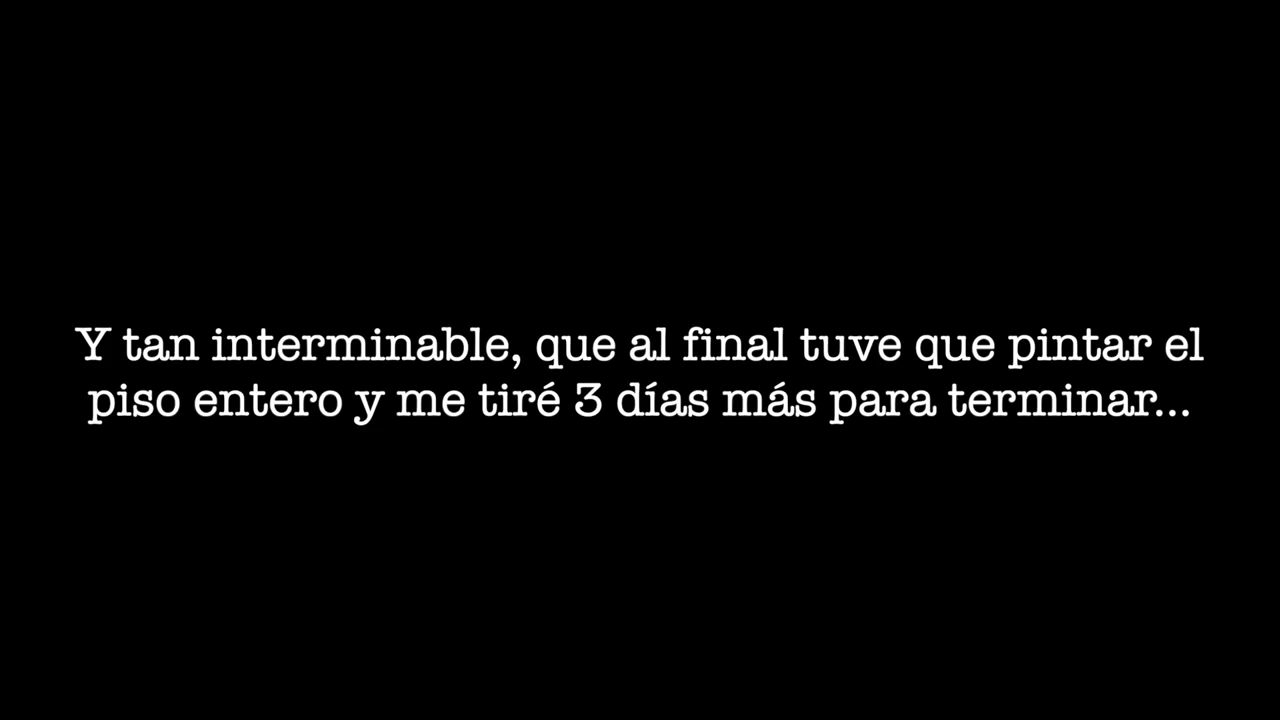 Y tan interminable, que al final tuve que pintar el
piso entero y me tiré 3 días más para terminar...